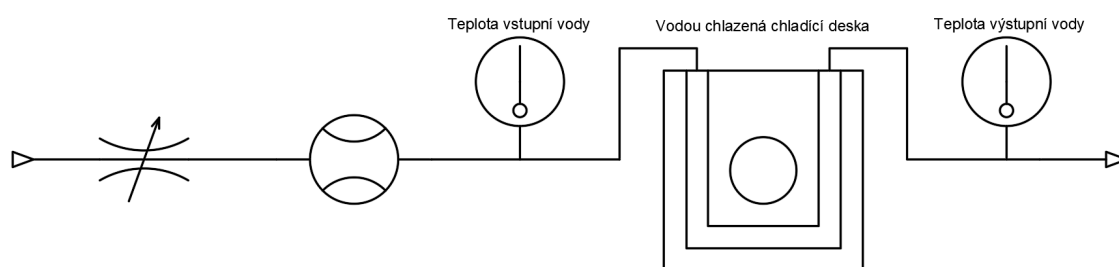 Teplota vstupní vody
Vodou chlazená chladící deska
Teplota výstupní vody